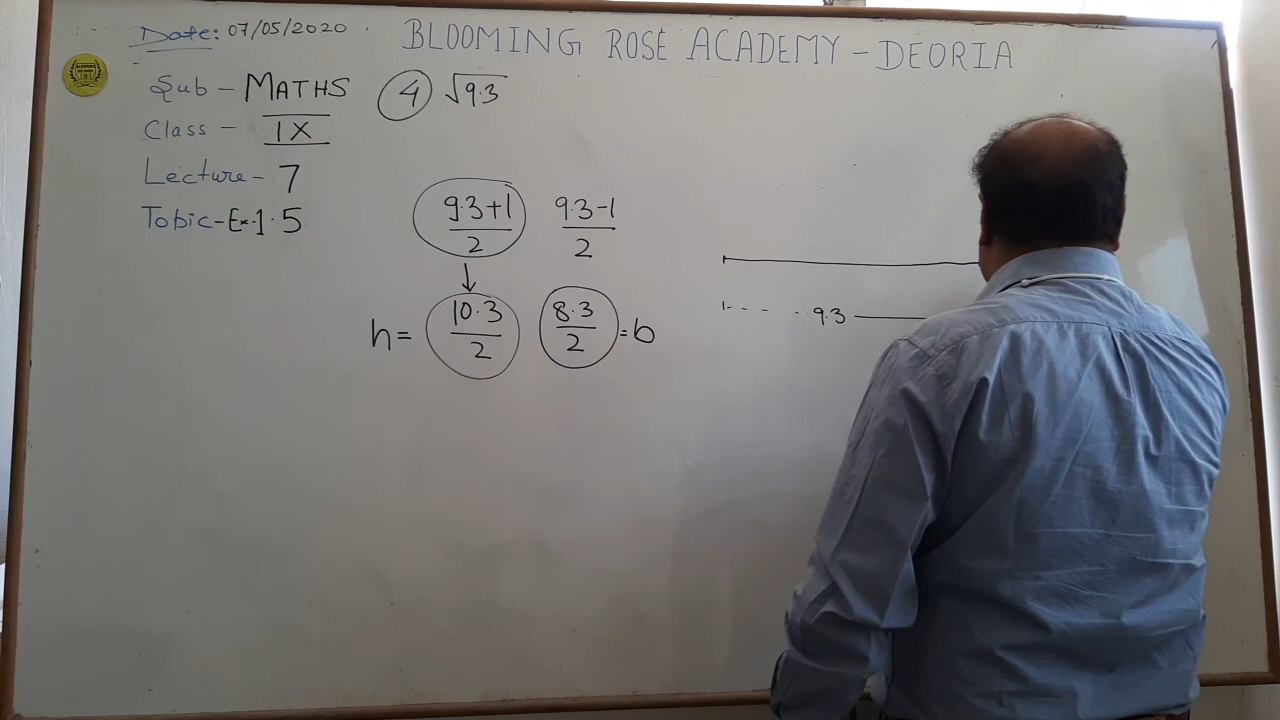 Date: 07/05/2020
BLOOMING ROSE ACADEMY - DEORIA
Sub - MATHS
4 √9.3
Class - IX
Lecture - 7
Tobic - Ex-1.5
9.3+1/2 9.3-1/2
h = 10.3/2 8.3/2 = b
9.3